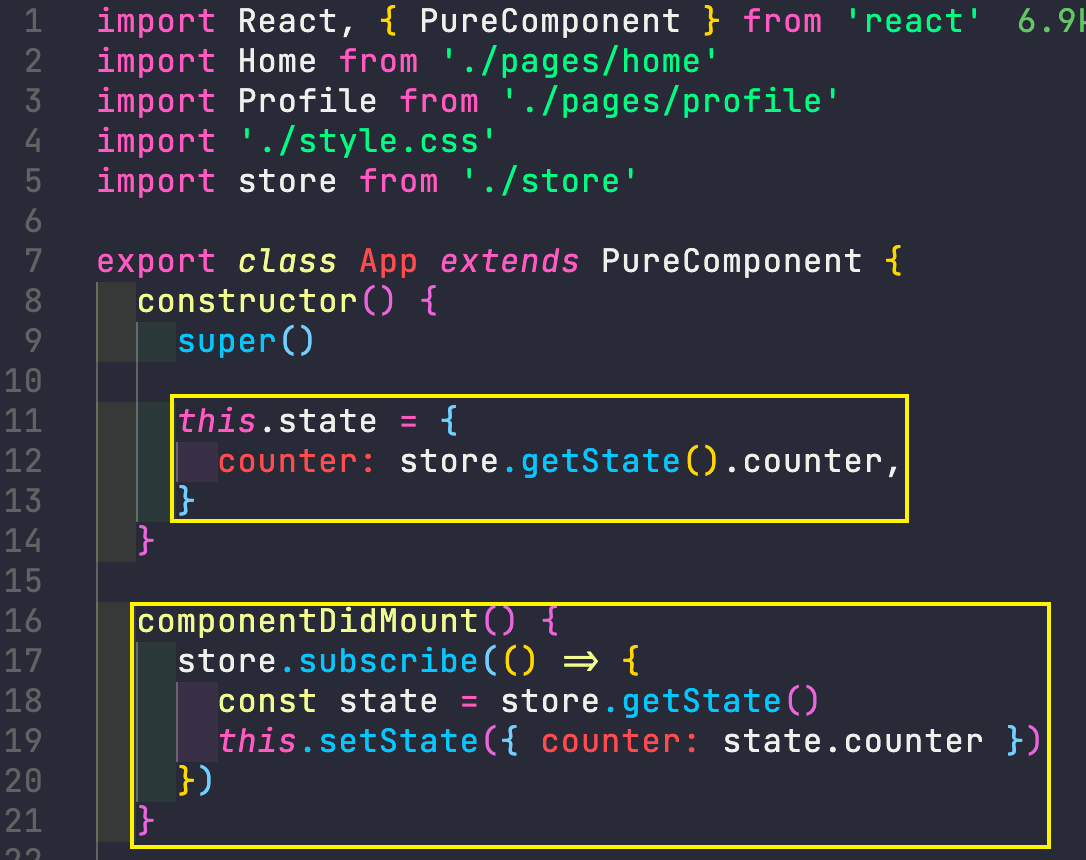 1 import React, { PureComponent } from 'react' 6.9
2 import Home from './pages/home'
3 import Profile from './pages/profile'
4 import './style.css'
5 import store from './store'
6
7 export class App extends PureComponent {
8 constructor() {
9 super()
10
11 this.state = {
12 counter: store.getState().counter,
13 }
14 }
15
16 componentDidMount() {
17 store.subscribe(() => {
18 const state = store.getState()
19 this.setState({ counter: state.counter })
20 })
21 }
22